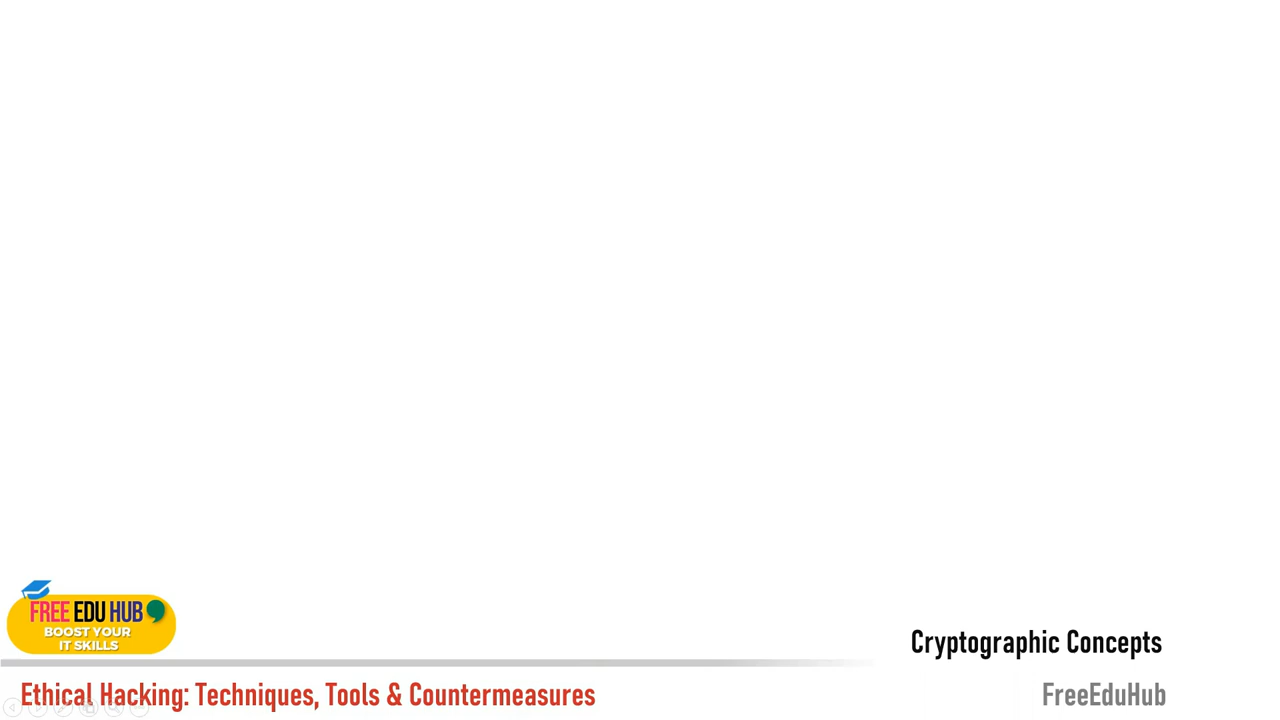 FREE EDU HUB
BOOST YOUR
IT SKILLS
Cryptographic Concepts
Ethical Hacking: Techniques, Tools & Countermeasures
FreeEduHub